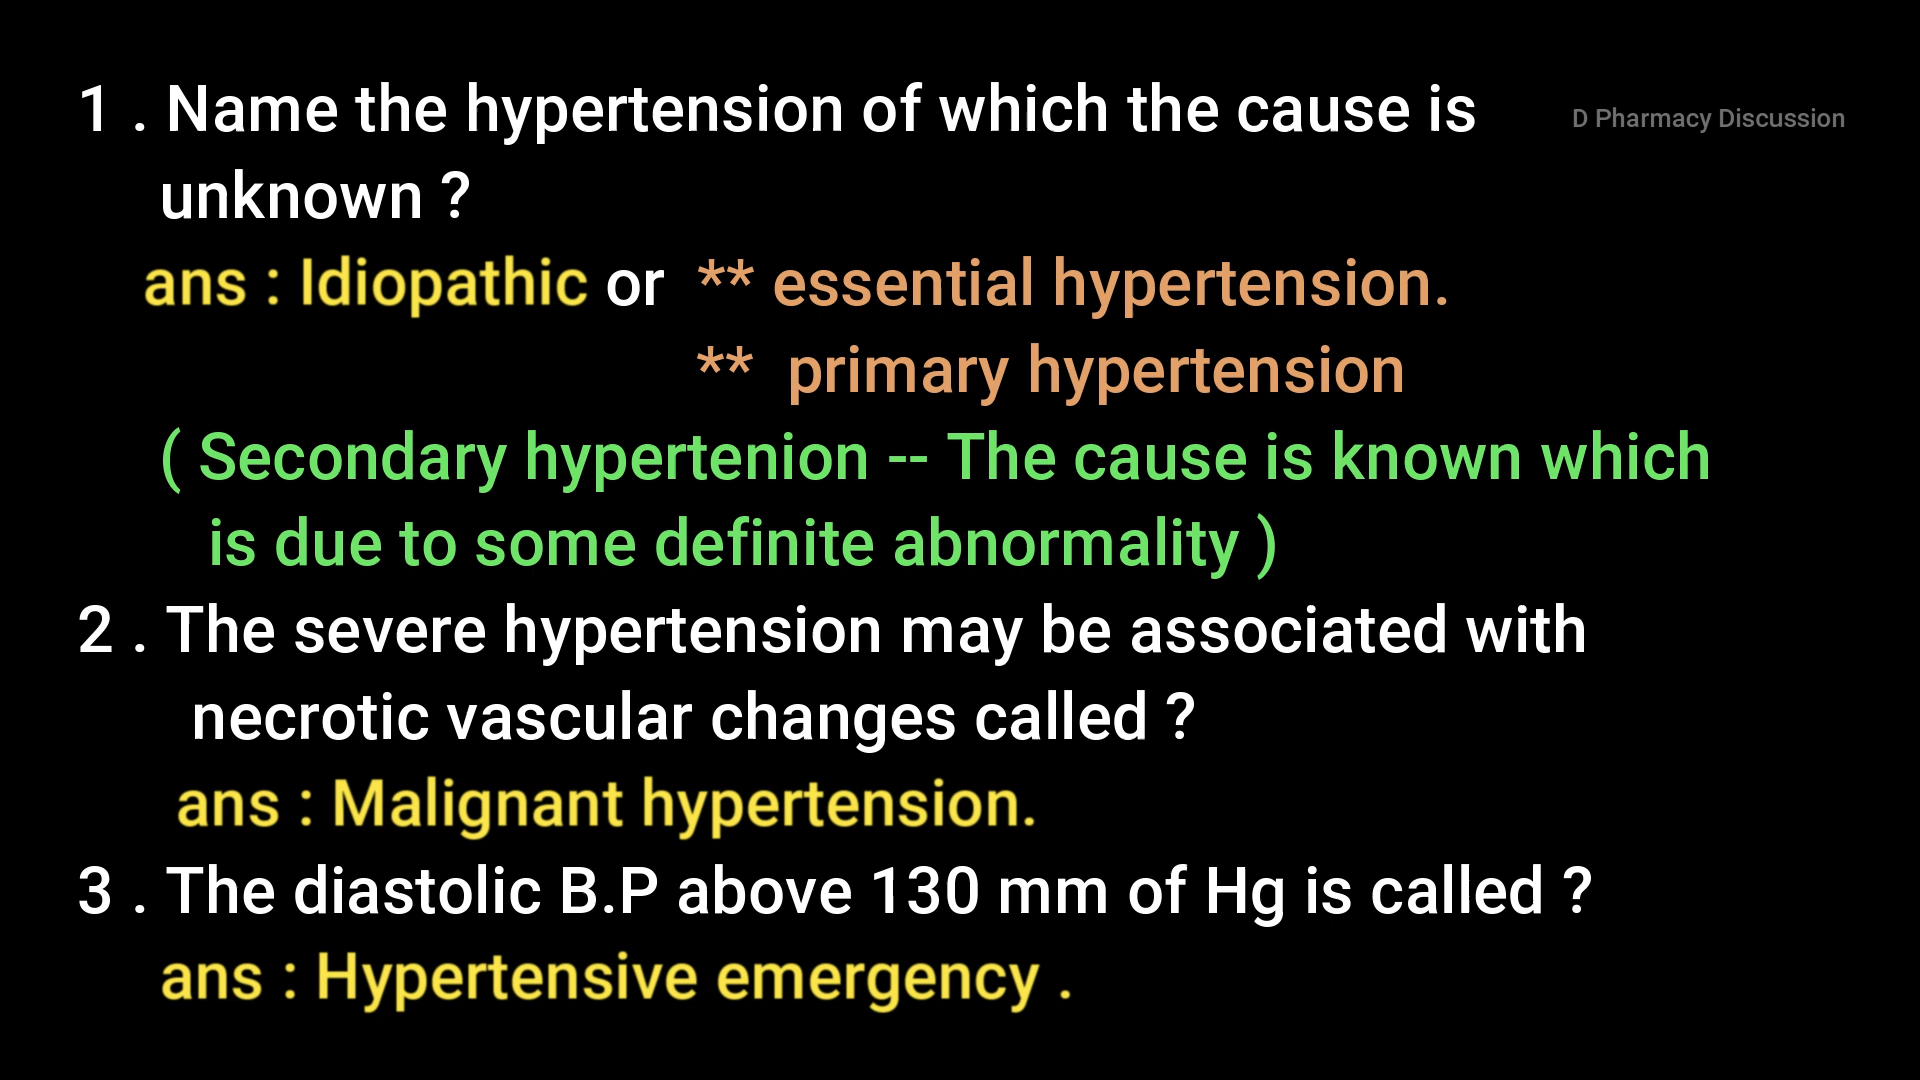 1 . Name the hypertension of which the cause is
D Pharmacy Discussion
unknown ?
ans : Idiopathic or ** essential hypertension.
** primary hypertension
( Secondary hypertenion -- The cause is known which
is due to some definite abnormality )
2 . The severe hypertension may be associated with
necrotic vascular changes called ?
ans : Malignant hypertension.
3 . The diastolic B.P above 130 mm of Hg is called ?
ans : Hypertensive emergency .